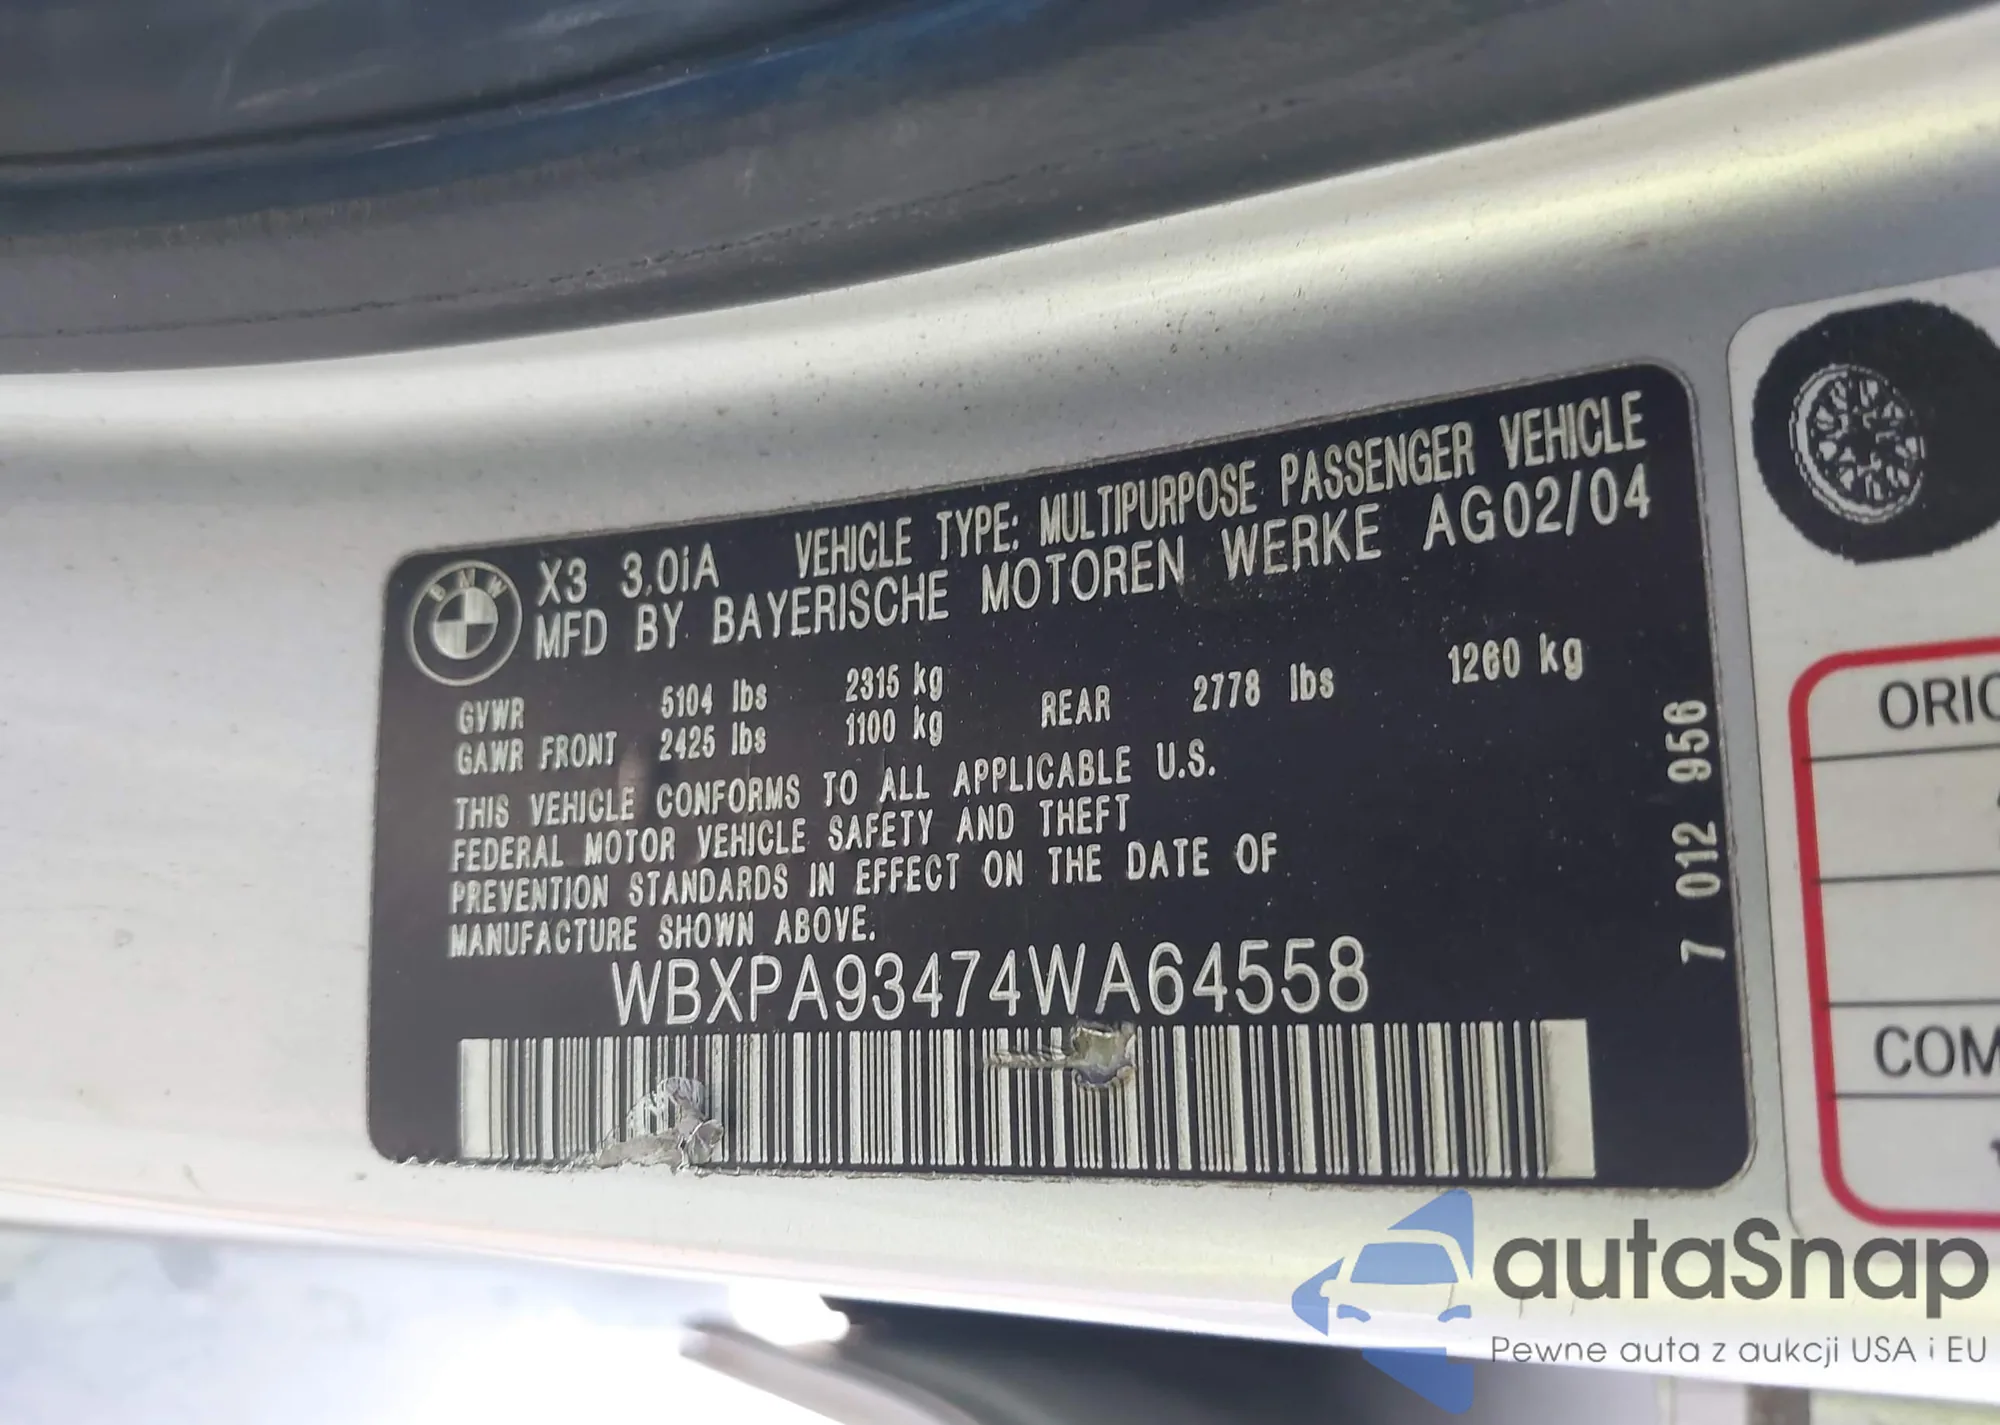 BMW
X3 3.0iA VEHICLE TYPE: MULTIPURPOSE PASSENGER VEHICLE
MFD BY BAYERISCHE MOTOREN WERKE AG02/04
GVWR 5104 lbs 2315 kg
GAWR FRONT 2425 lbs 1100 kg REAR 2778 lbs 1260 kg
THIS VEHICLE CONFORMS TO ALL APPLICABLE U.S.
FEDERAL MOTOR VEHICLE SAFETY AND THEFT
PREVENTION STANDARDS IN EFFECT ON THE DATE OF
MANUFACTURE SHOWN ABOVE.
WBXPA93474WA64558
7 012 956
ORIG
COM
autaSnap
Pewne auta z aukcji USA i EU